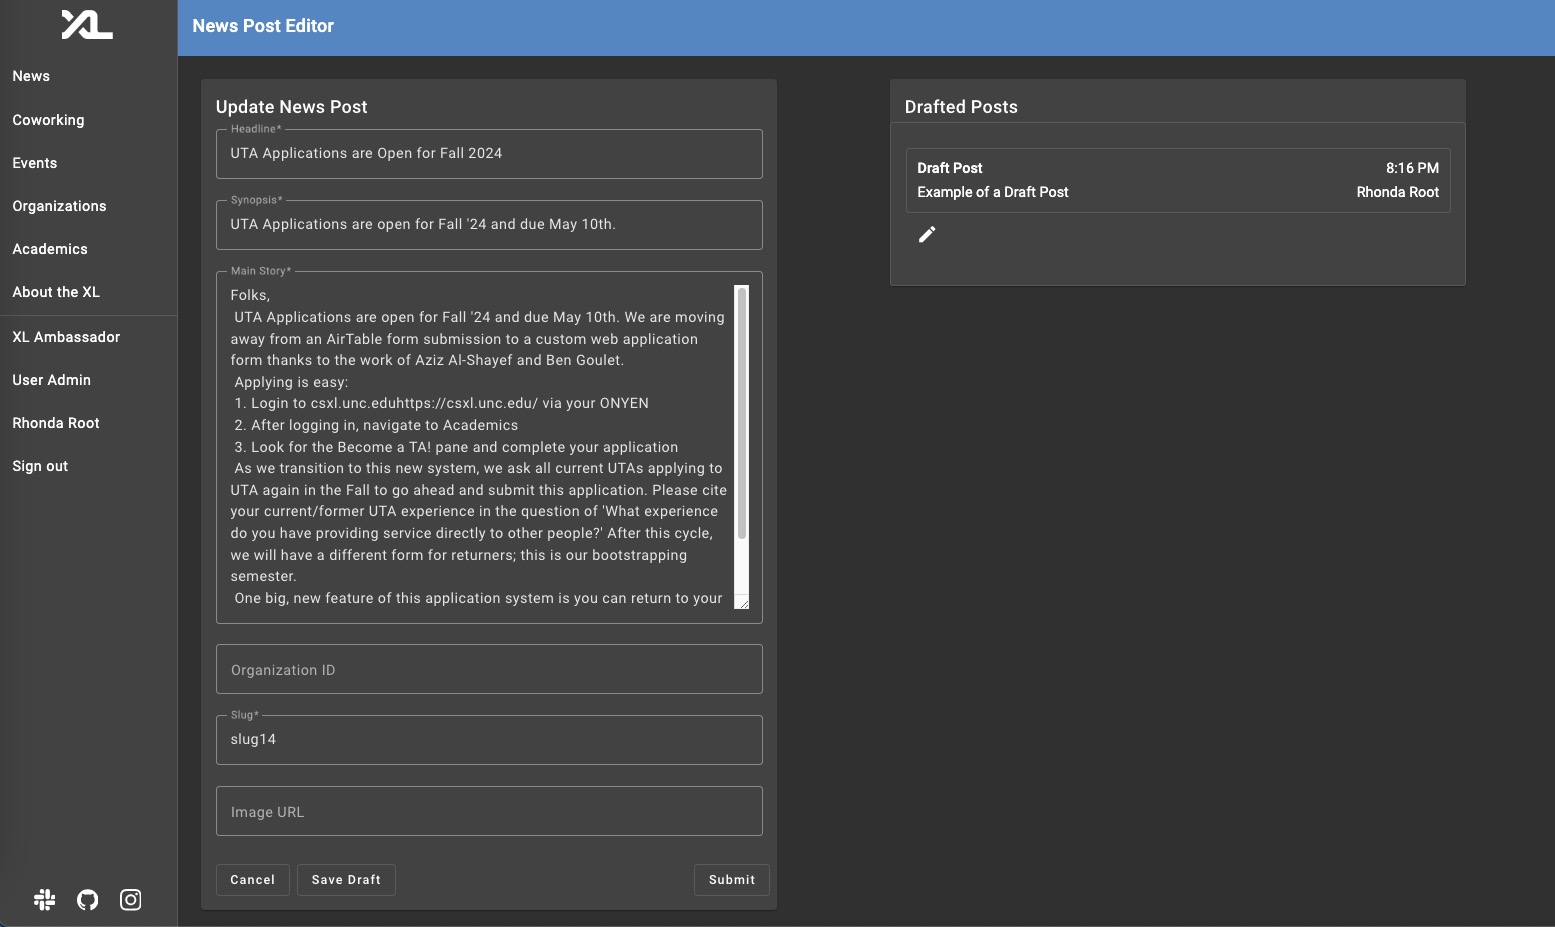 XL
News
Coworking
Events
Organizations
Academics
About the XL
XL Ambassador
User Admin
Rhonda Root
Sign out
News Post Editor
Update News Post
Headline*
UTA Applications are Open for Fall 2024
Synopsis*
UTA Applications are open for Fall '24 and due May 10th.
Main Story*
Folks,
UTA Applications are open for Fall '24 and due May 10th. We are moving
away from an AirTable form submission to a custom web application
form thanks to the work of Aziz Al-Shayef and Ben Goulet.
Applying is easy:
1. Login to csxl.unc.eduhttps://csxl.unc.edu/ via your ONYEN
2. After logging in, navigate to Academics
3. Look for the Become a TA! pane and complete your application
As we transition to this new system, we ask all current UTAs applying to
UTA again in the Fall to go ahead and submit this application. Please cite
your current/former UTA experience in the question of 'What experience
do you have providing service directly to other people?' After this cycle,
we will have a different form for returners; this is our bootstrapping
semester.
One big, new feature of this application system is you can return to your
Organization ID
Slug*
slug14
Image URL
Cancel
Save Draft
Submit
Drafted Posts
Draft Post
8:16 PM
Example of a Draft Post
Rhonda Root